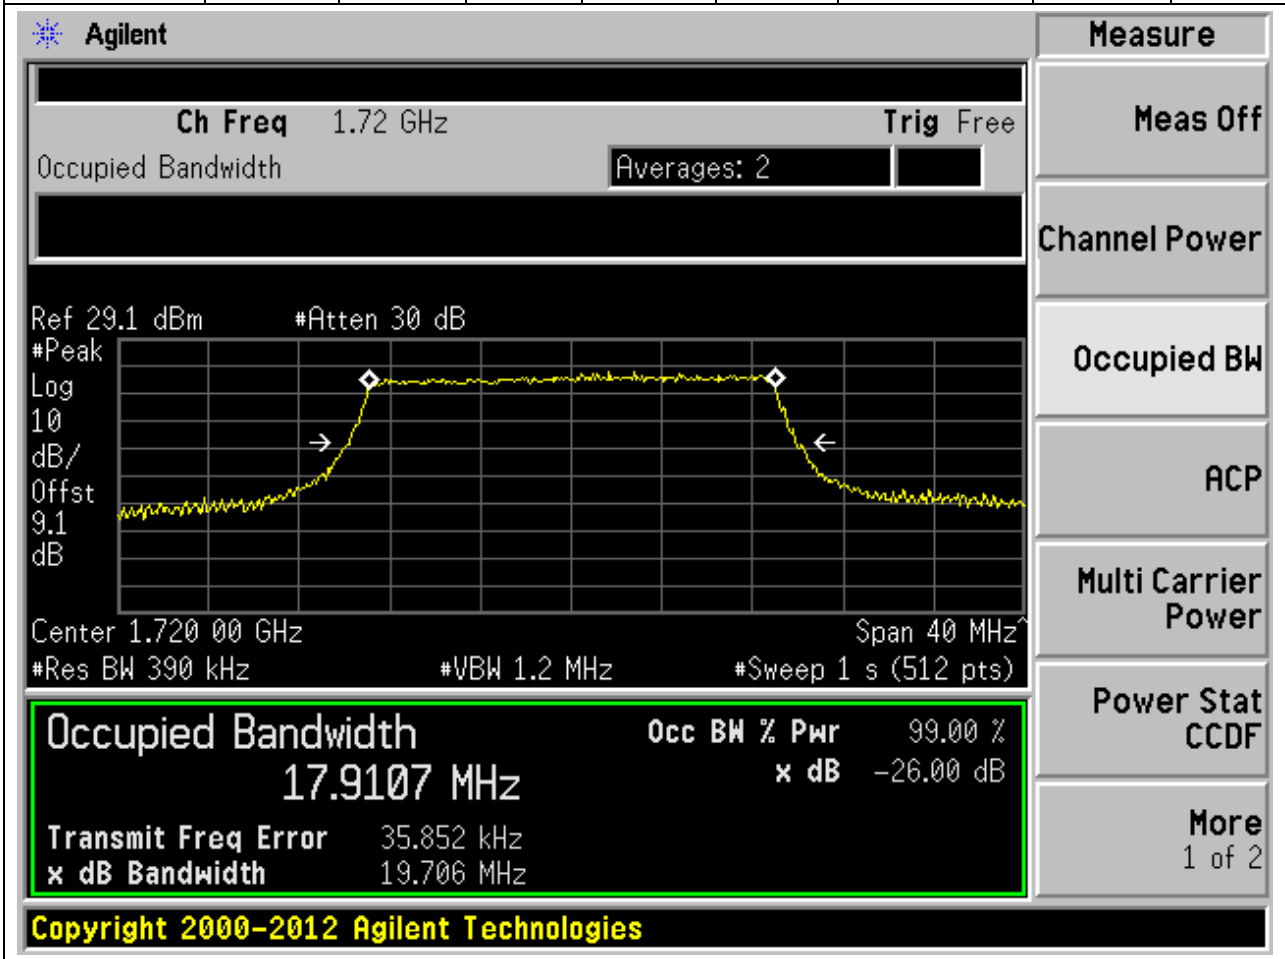 Agilent
Measure
Ch Freq 1.72 GHz Trig Free
Occupied Bandwidth Averages: 2
Meas Off
Channel Power
Occupied BW
ACP
Multi Carrier
Power
Power Stat
CCDF
More
1 of 2
Ref 29.1 dBm #Atten 30 dB
#Peak
Log
10
dB/
Offst
9.1
dB
Center 1.720 00 GHz Span 40 MHz^
#Res BW 390 kHz #VBW 1.2 MHz #Sweep 1 s (512 pts)
Occupied Bandwidth Occ BW % Pwr 99.00 %
17.9107 MHz x dB -26.00 dB
Transmit Freq Error 35.852 kHz
x dB Bandwidth 19.706 MHz
Copyright 2000-2012 Agilent Technologies